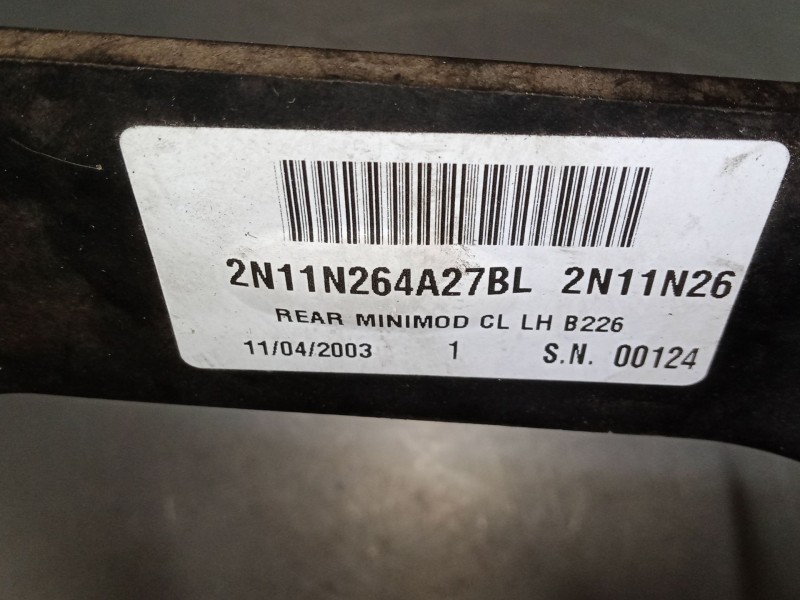 2N11N264A27BL 2N11N26
REAR MINIMOD CL LH B226
11/04/2003 1 S.N. 00124